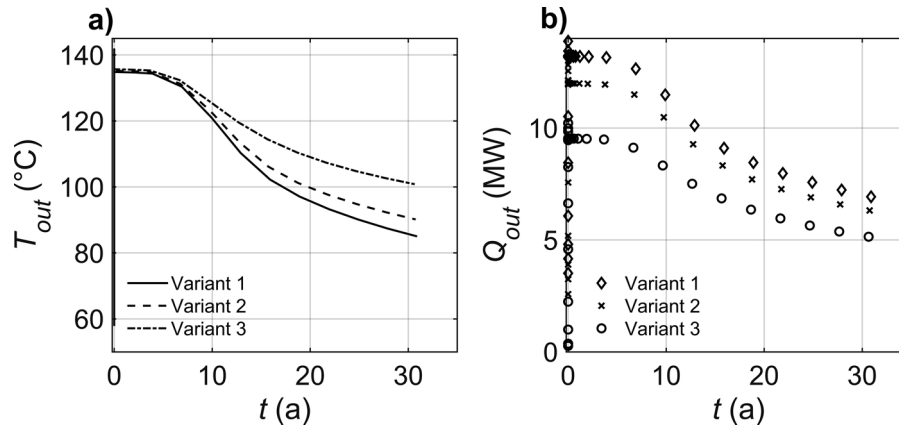 a)
140
120
100
80
60
T_out (°C)
Variant 1
Variant 2
Variant 3
0 10 20 30
t (a)
b)
10
5
0
Q_out (MW)
Variant 1
Variant 2
Variant 3
0 10 20 30
t (a)